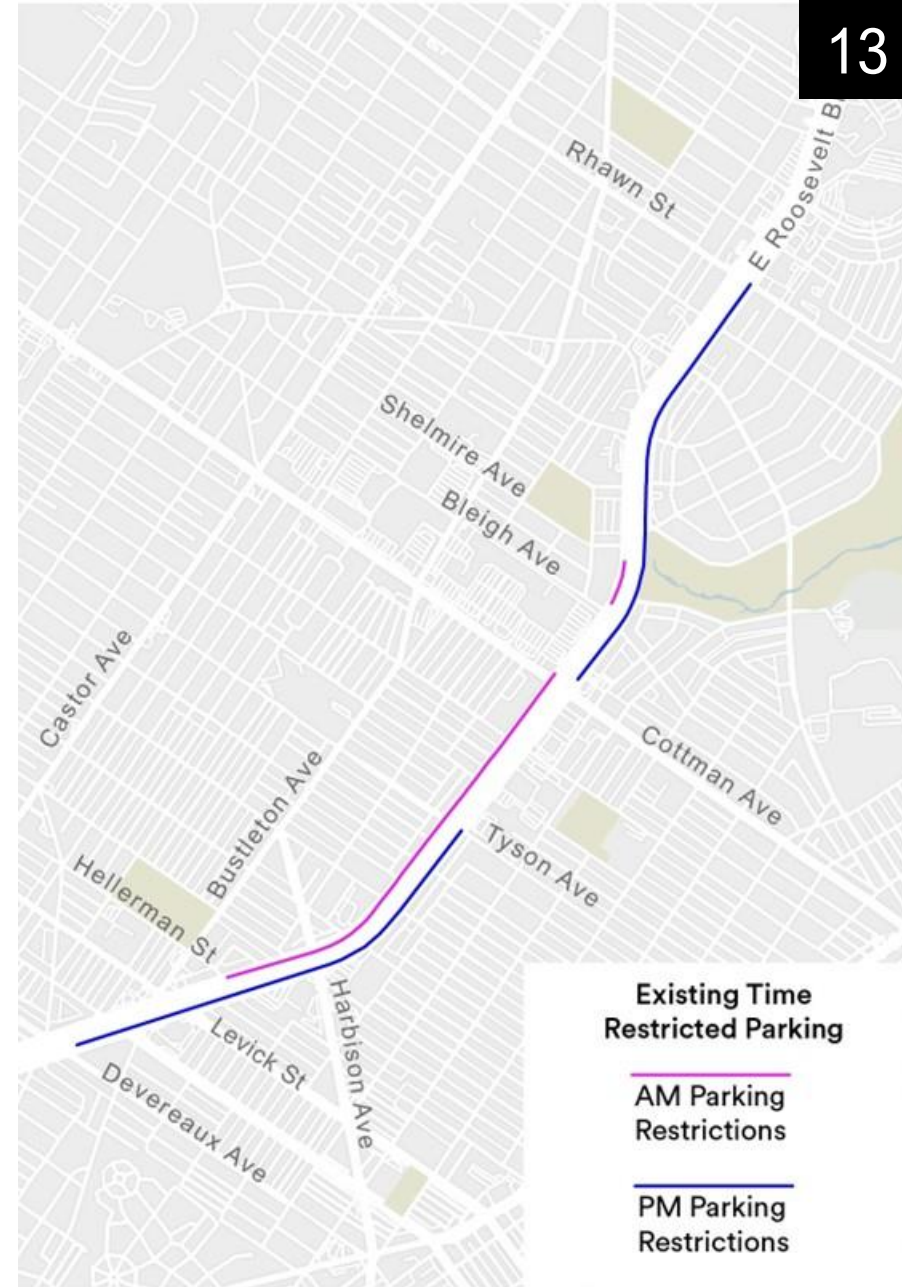 13
E Roosevelt B
Rhawn St
Shelmire Ave
Bleigh Ave
Castor Ave
Cottman Ave
Bustleton Ave
Tyson Ave
Hellerman St
Harbison Ave
Levick St
Devereaux Ave
Existing Time
Restricted Parking
AM Parking
Restrictions
PM Parking
Restrictions